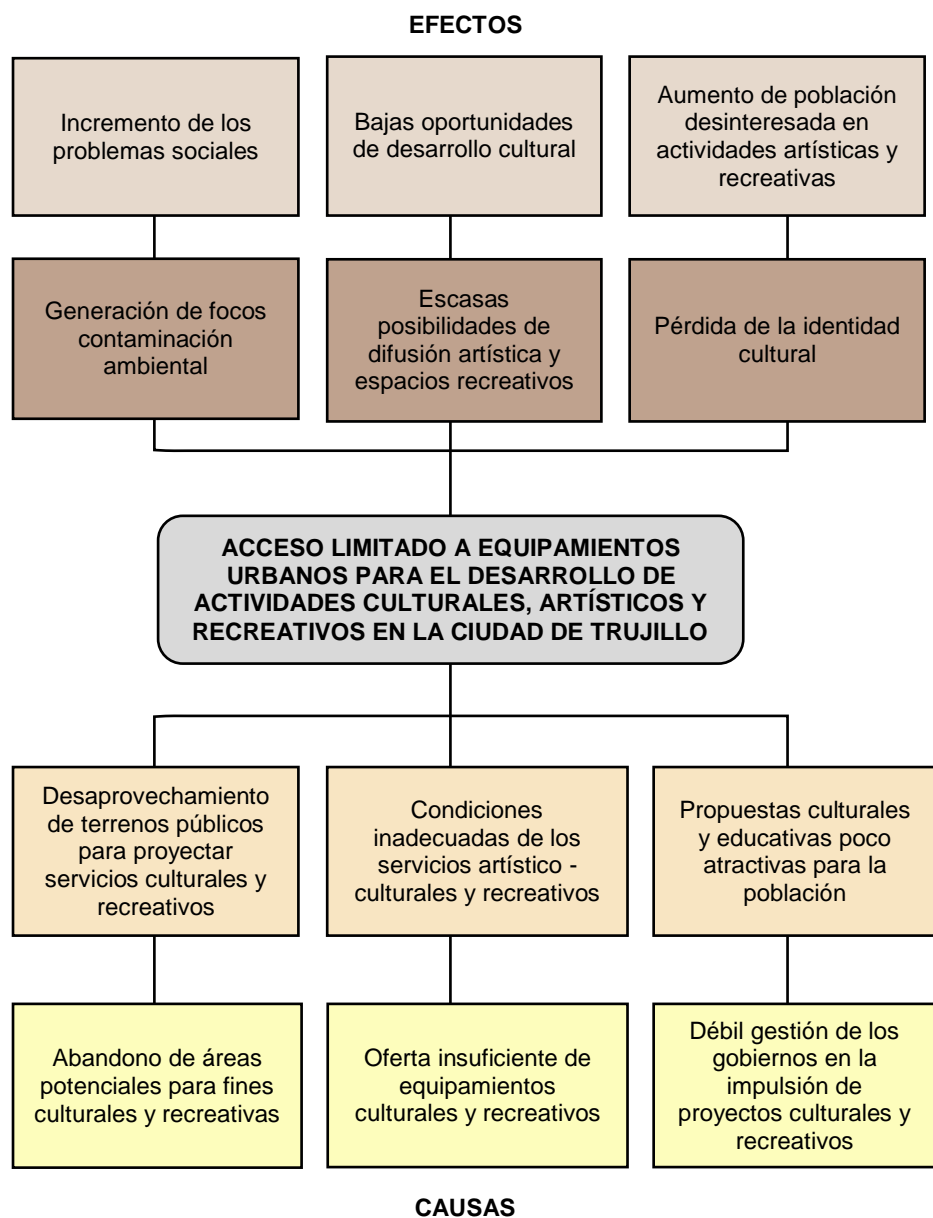 EFECTOS
Incremento de los
problemas sociales
Bajas oportunidades
de desarrollo cultural
Aumento de población
desinteresada en
actividades artísticas y
recreativas
Generación de focos
contaminación
ambiental
Escasas
posibilidades de
difusión artística y
espacios recreativos
Pérdida de la identidad
cultural
ACCESO LIMITADO A EQUIPAMIENTOS
URBANOS PARA EL DESARROLLO DE
ACTIVIDADES CULTURALES, ARTÍSTICOS Y
RECREATIVOS EN LA CIUDAD DE TRUJILLO
Desaprovechamiento
de terrenos públicos
para proyectar
servicios culturales y
recreativos
Condiciones
inadecuadas de los
servicios artístico -
culturales y recreativos
Propuestas culturales
y educativas poco
atractivas para la
población
Abandono de áreas
potenciales para fines
culturales y recreativas
Oferta insuficiente de
equipamientos
culturales y recreativos
Débil gestión de los
gobiernos en la
impulsión de
proyectos culturales y
recreativos
CAUSAS